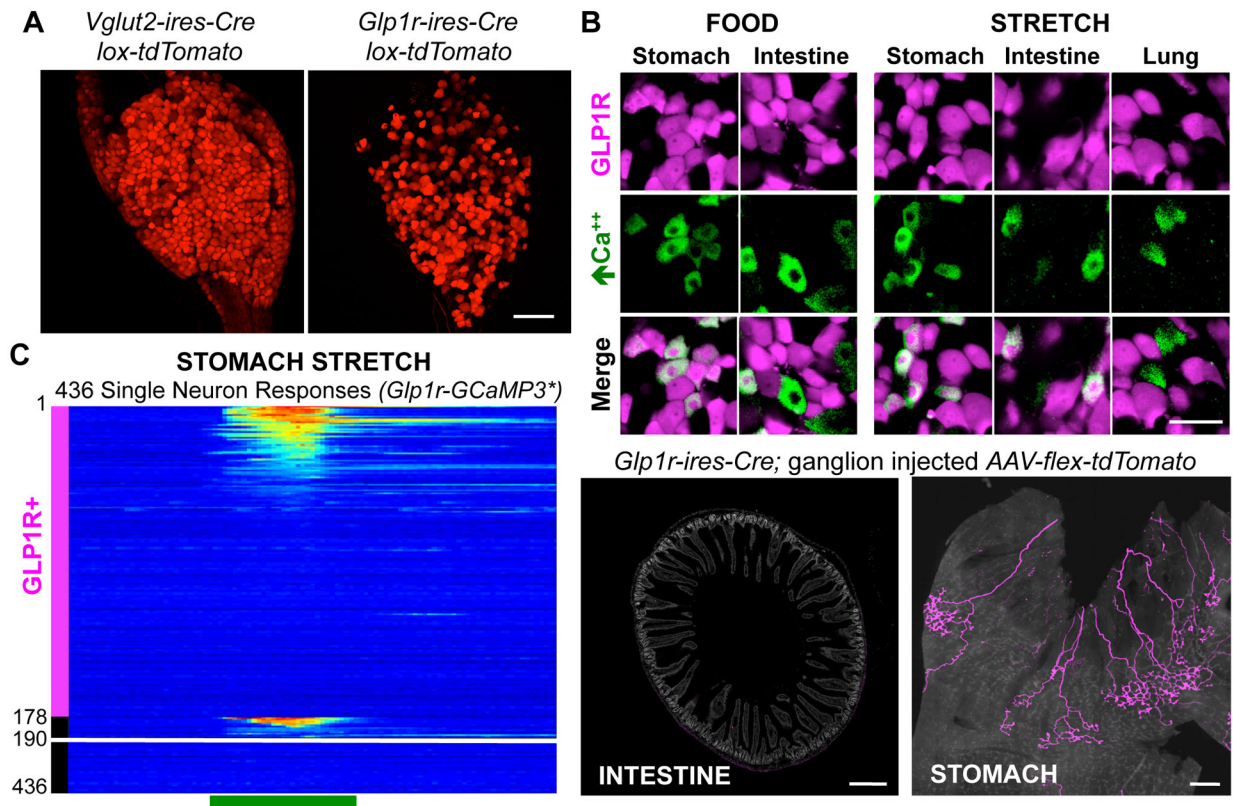 A
Vglut2-ires-Cre
lox-tdTomato
Glp1r-ires-Cre
lox-tdTomato
B
FOOD
STRETCH
Stomach
Intestine
Stomach
Intestine
Lung
GLP1R
↑Ca++
Merge
C
STOMACH STRETCH
436 Single Neuron Responses (Glp1r-GCaMP3*)
1
GLP1R+
178
190
436
Glp1r-ires-Cre; ganglion injected AAV-flex-tdTomato
INTESTINE
STOMACH